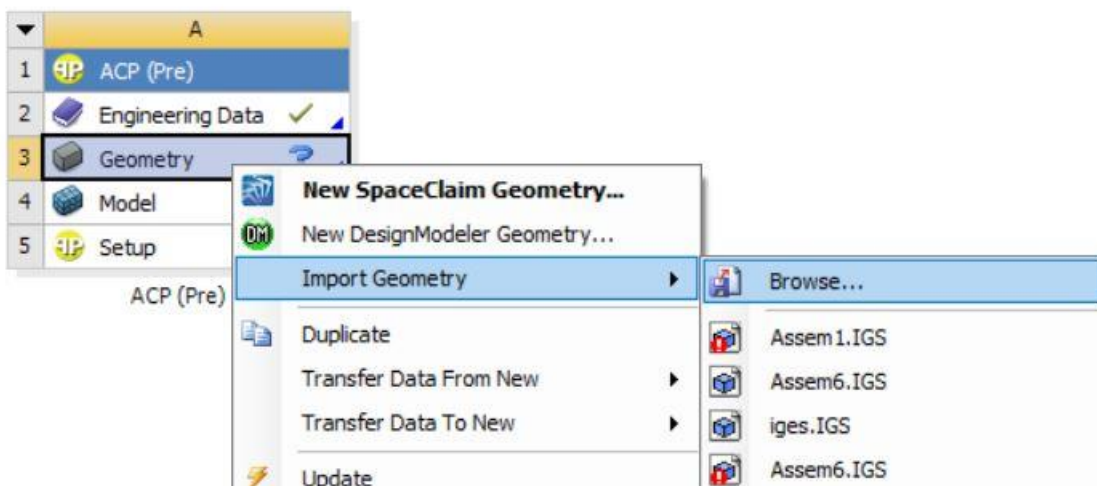 A
1 ACP (Pre)
2 Engineering Data
3 Geometry
4 Model
5 Setup
ACP (Pre)
New SpaceClaim Geometry...
DM New DesignModeler Geometry...
Import Geometry
Duplicate
Transfer Data From New
Transfer Data To New
Update
Browse...
Assem1.IGS
Assem6.IGS
iges.IGS
Assem6.IGS